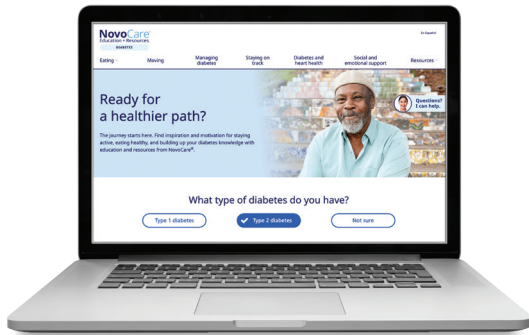 NovoCare®
Education + Resources
DIABETES
En Español
Eating
Moving
Managing
diabetes
Staying on
track
Diabetes and
heart health
Social and
emotional support
Resources
Ready for
a healthier path?
The journey starts here. Find inspiration and motivation for staying
active, eating healthy, and building up your diabetes knowledge with
education and resources from NovoCare®.
Questions?
I can help.
What type of diabetes do you have?
Type 1 diabetes
Type 2 diabetes
Not sure